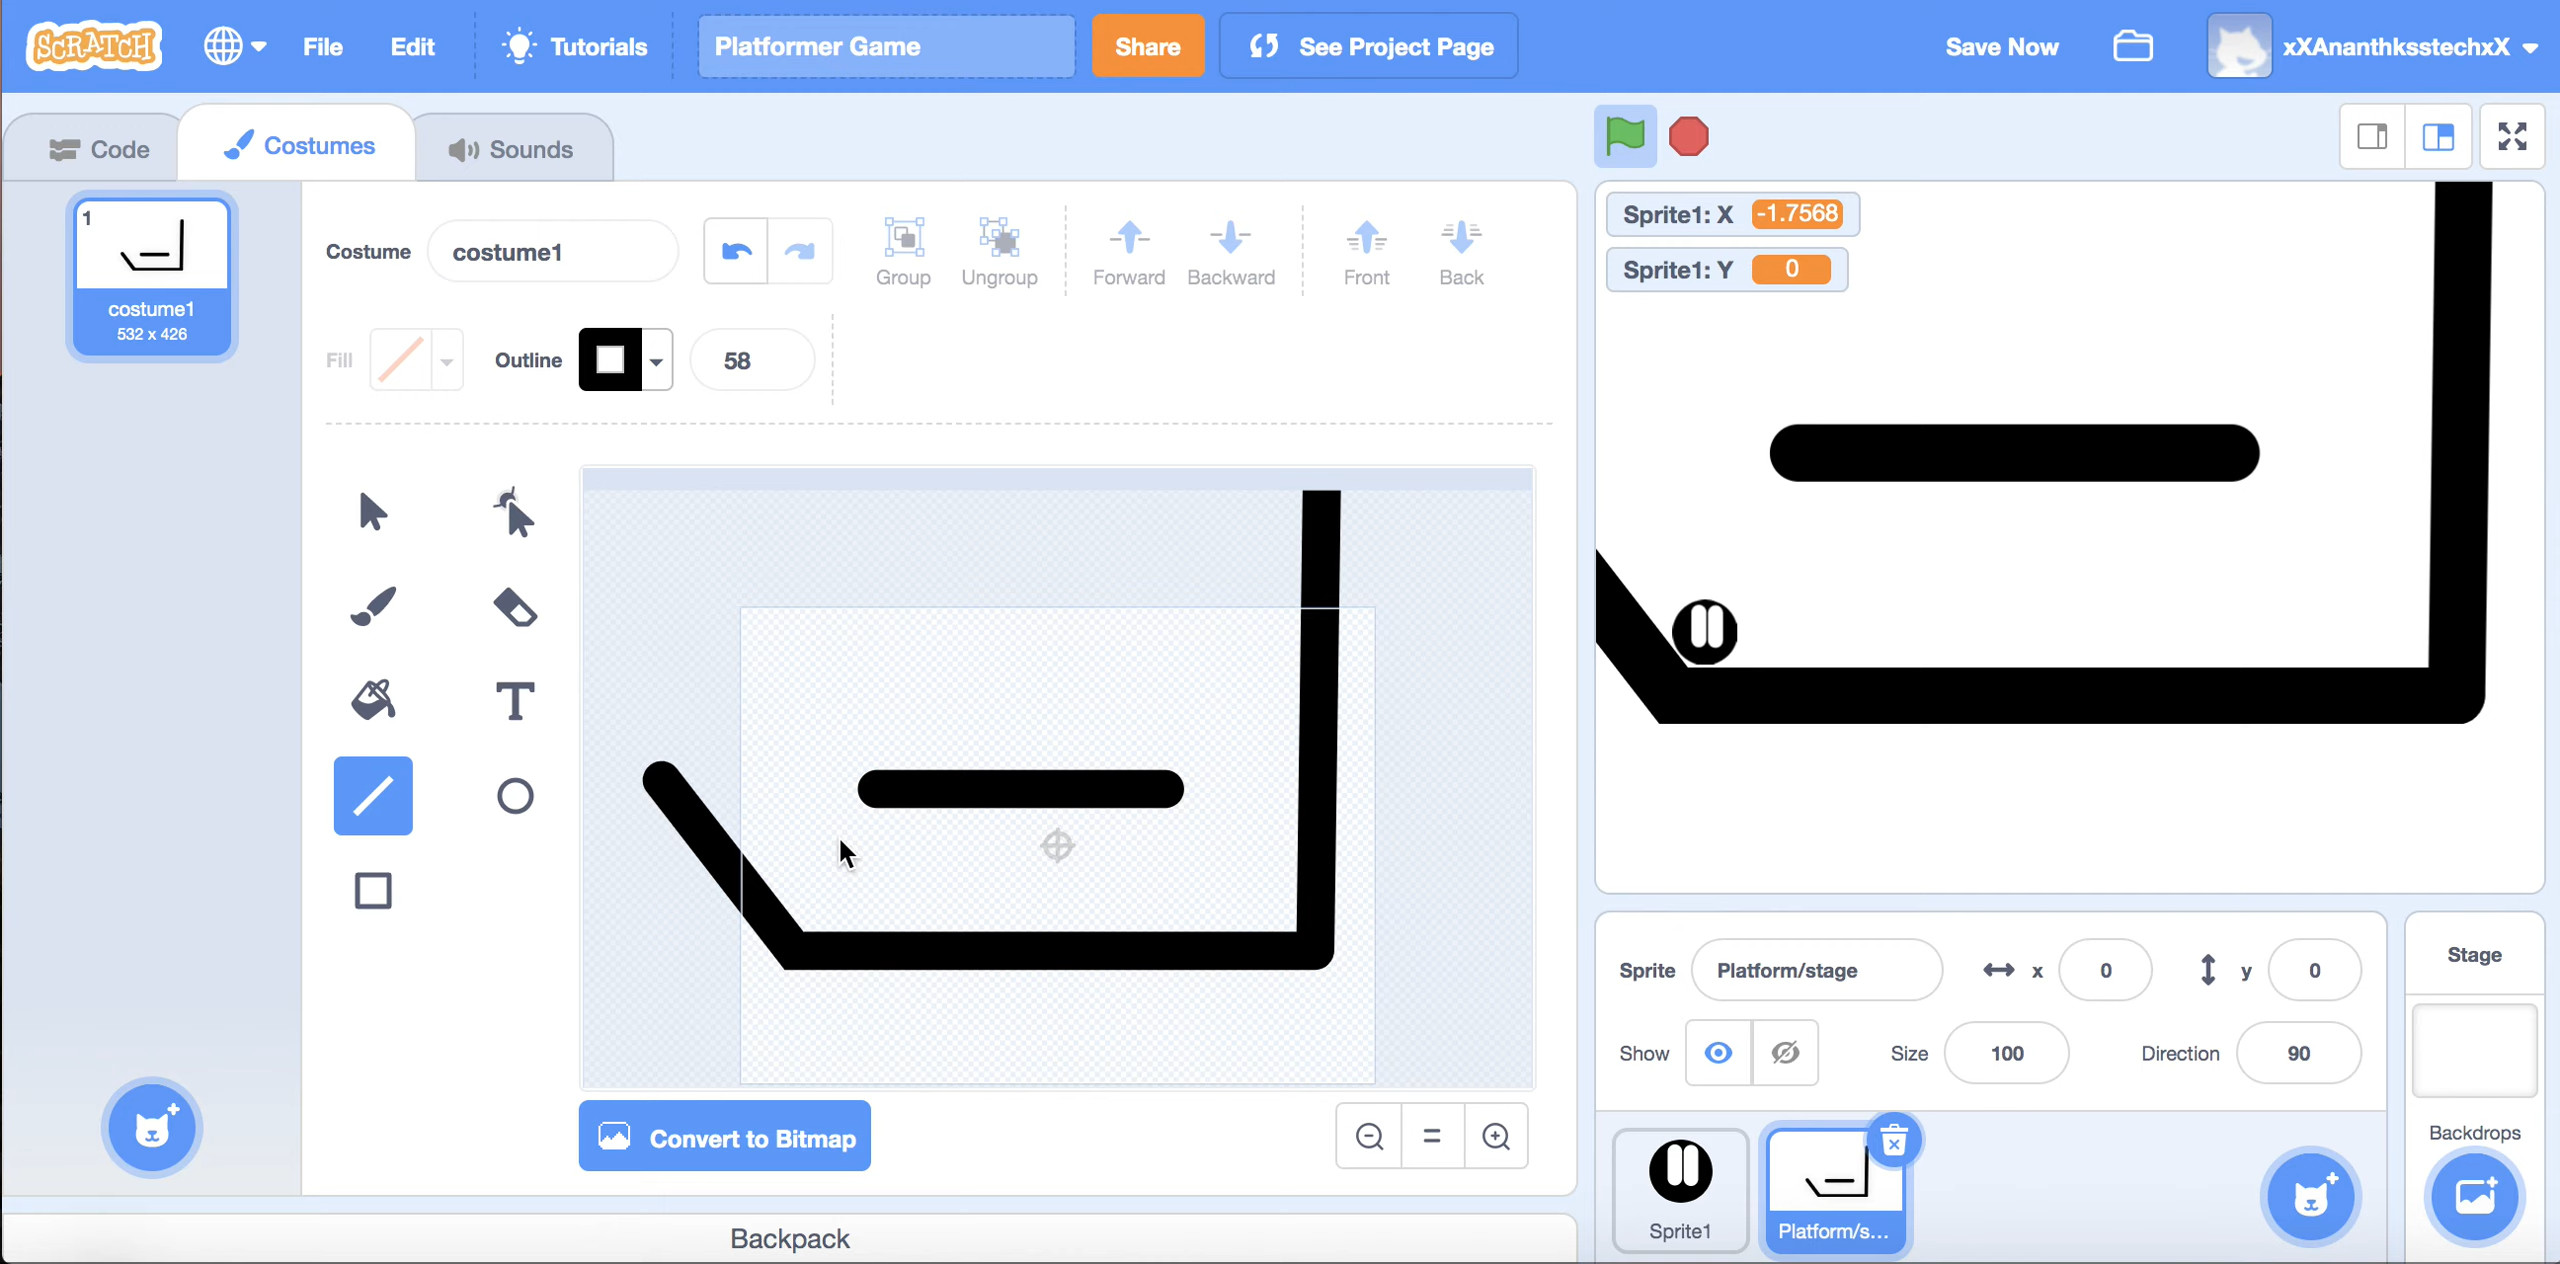 SCRATCH File Edit Tutorials Platformer Game Share See Project Page Save Now xXAnanthksstechxX
Code Costumes Sounds
1
costume1
532 x 426
Costume costume1 Group Ungroup Forward Backward Front Back
Fill Outline 58
Convert to Bitmap
Backpack
Sprite1: X -1.7568
Sprite1: Y 0
Sprite Platform/stage x 0 y 0
Show Size 100 Direction 90
Sprite1 Platform/s...
Stage
Backdrops